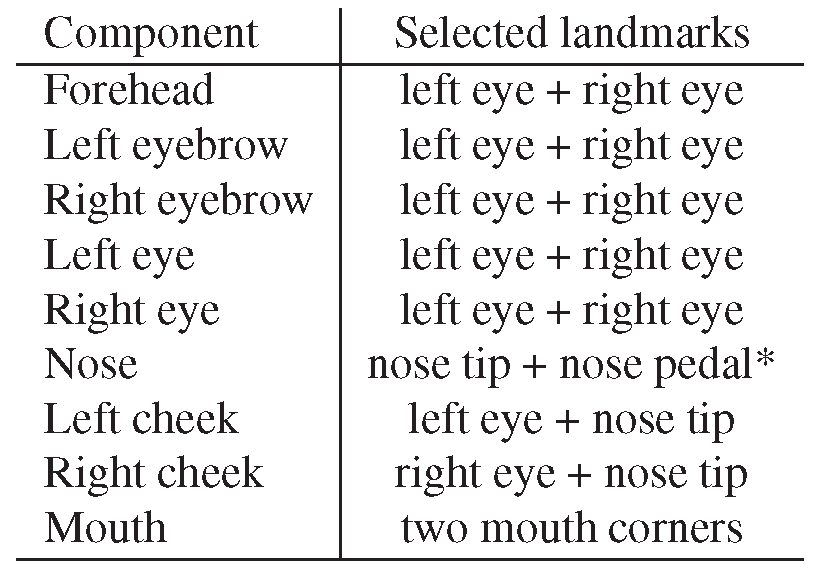 Component Selected landmarks
Forehead left eye + right eye
Left eyebrow left eye + right eye
Right eyebrow left eye + right eye
Left eye left eye + right eye
Right eye left eye + right eye
Nose nose tip + nose pedal*
Left cheek left eye + nose tip
Right cheek right eye + nose tip
Mouth two mouth corners